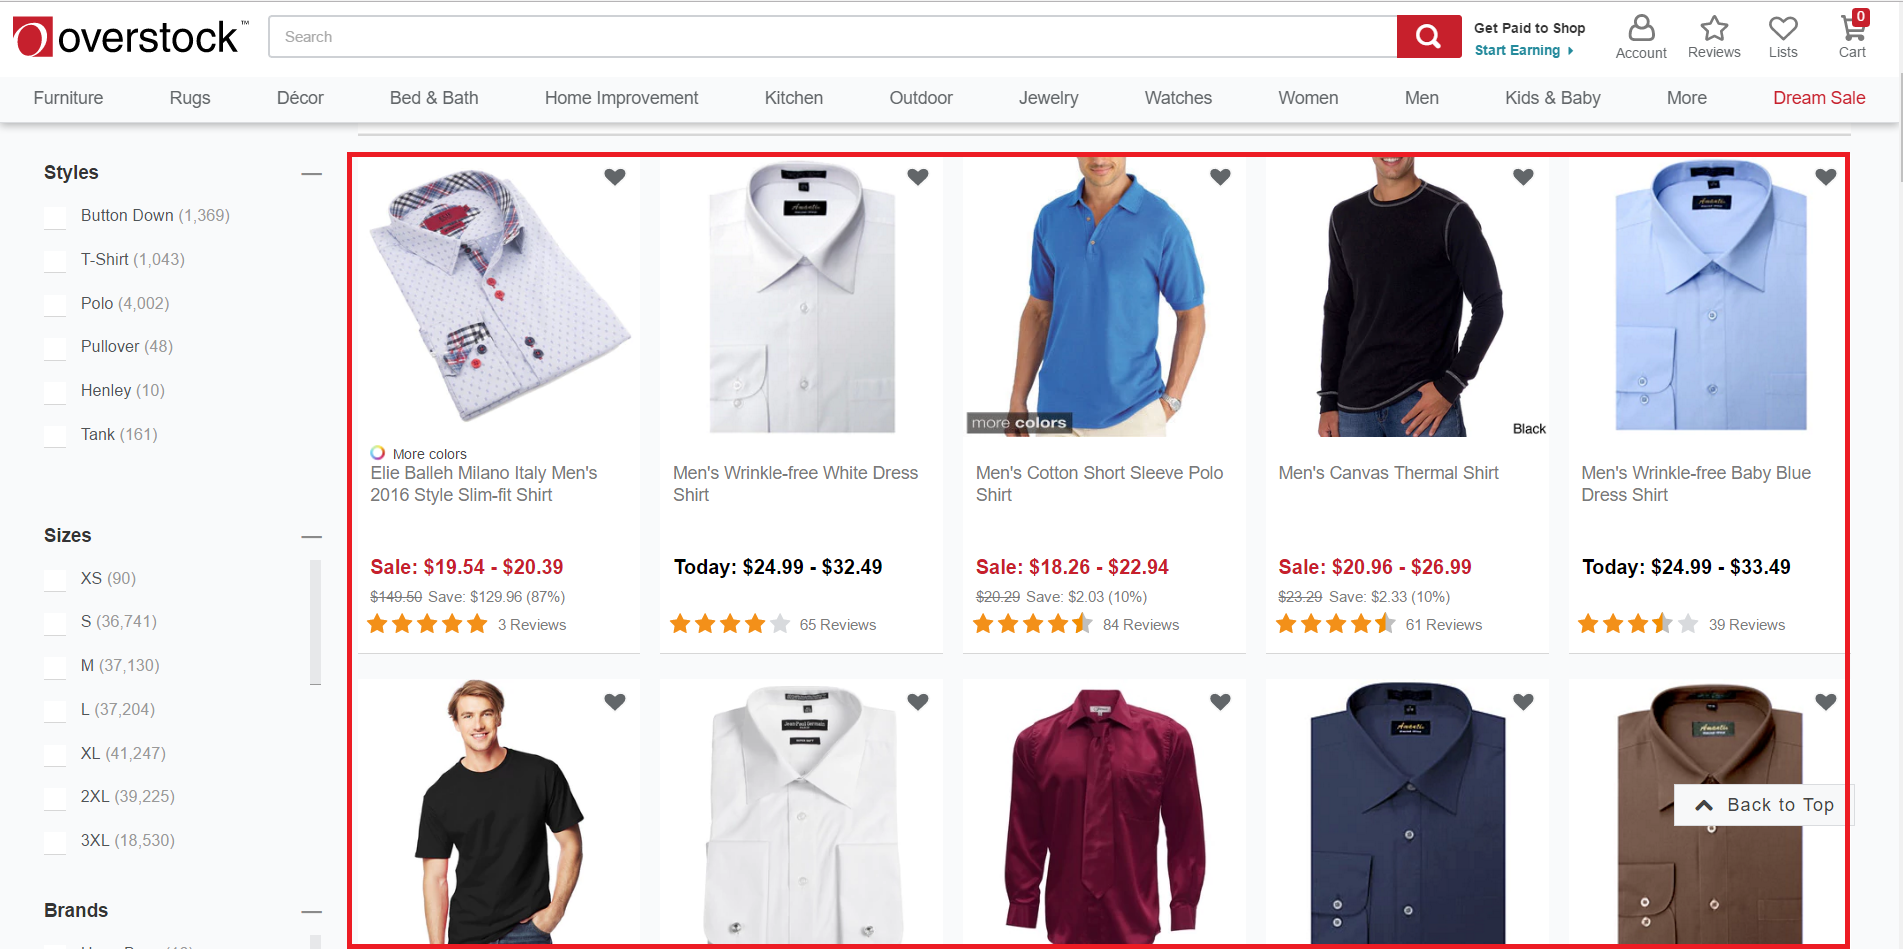 overstock™
Search
Get Paid to Shop
Start Earning
Account
Reviews
Lists
0
Cart
Furniture
Rugs
Décor
Bed & Bath
Home Improvement
Kitchen
Outdoor
Jewelry
Watches
Women
Men
Kids & Baby
More
Dream Sale
Styles
Button Down (1,369)
T-Shirt (1,043)
Polo (4,002)
Pullover (48)
Henley (10)
Tank (161)
Sizes
XS (90)
S (36,741)
M (37,130)
L (37,204)
XL (41,247)
2XL (39,225)
3XL (18,530)
Brands
More colors
Elie Balleh Milano Italy Men's
2016 Style Slim-fit Shirt
Sale: $19.54 - $20.39
$149.50 Save: $129.96 (87%)
3 Reviews
Amanti
Men's Wrinkle-free White Dress
Shirt
Today: $24.99 - $32.49
65 Reviews
more colors
Men's Cotton Short Sleeve Polo
Shirt
Sale: $18.26 - $22.94
$20.29 Save: $2.03 (10%)
84 Reviews
Black
Men's Canvas Thermal Shirt
Sale: $20.96 - $26.99
$23.29 Save: $2.33 (10%)
61 Reviews
Amanti
Men's Wrinkle-free Baby Blue
Dress Shirt
Today: $24.99 - $33.49
39 Reviews
Jean Paul Germain
Amanti
Amanti
Back to Top